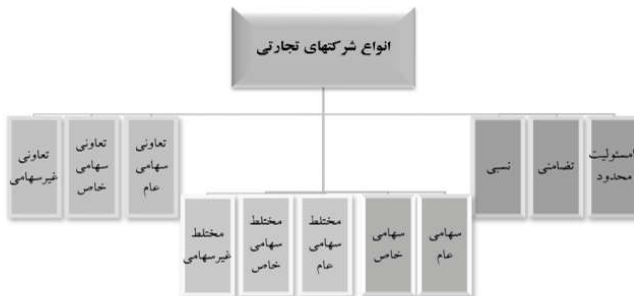 انواع شرکتهای تجارتی
بامسئولیت
محدود
تضامنی
نسبی
تعاونی
سهامی
عام
تعاونی
سهامی
خاص
تعاونی
غیرسهامی
سهامی
عام
سهامی
خاص
مختلط
سهامی
عام
مختلط
سهامی
خاص
مختلط
غیرسهامی